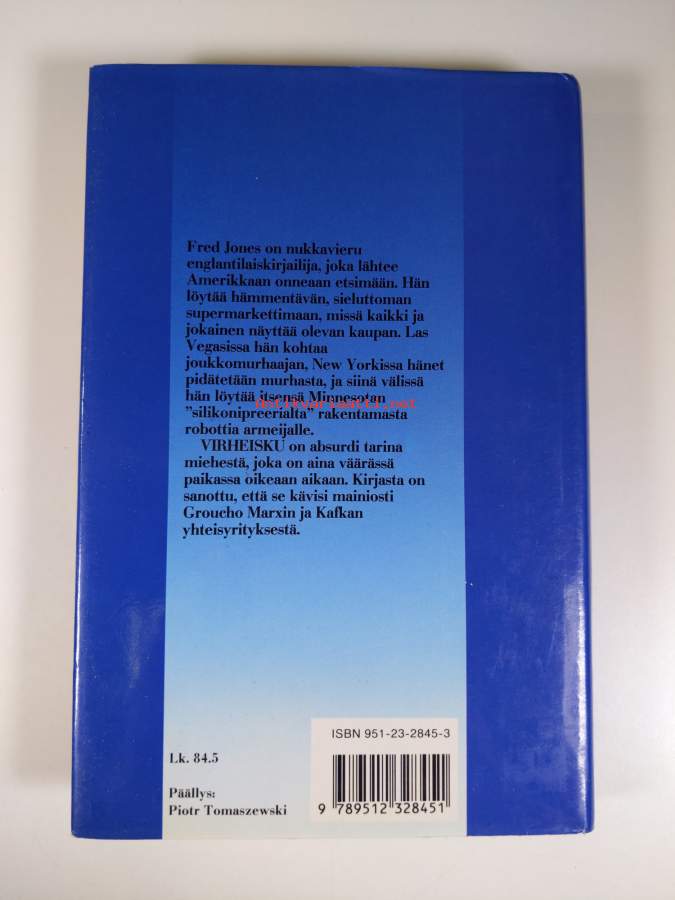 Fred Jones on nukkavieru
englantilaiskirjailija, joka lähtee
Amerikkaan onneaan etsimään. Hän
löytää hämmentävän, sieluttoman
supermarkettimaan, missä kaikki ja
jokainen näyttää olevan kaupan. Las
Vegasissa hän kohtaa
joukkomurhaajan, New Yorkissa hänet
pidätetään murhasta, ja siinä välissä
hän löytää itsensä Minnesotan
antikvariaatti.net
”silikonipreerialta” rakentamasta
robottia armeijalle.
VIRHEISKU on absurdi tarina
miehestä, joka on aina väärässä
paikassa oikeaan aikaan. Kirjasta on
sanottu, että se kävisi mainiosti
Groucho Marxin ja Kafkan
yhteisyrityksestä.
ISBN 951-23-2845-3
Lk. 84.5
Päällys:
Piotr Tomaszewski
9 789512 328451